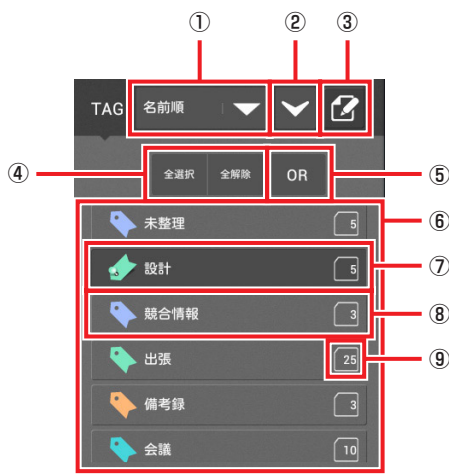 ① ② ③
TAG 名前順
④ 全選択 全解除 OR ⑤
未整理 5 ⑥
設計 5 ⑦
競合情報 3 ⑧
出張 25 ⑨
備考録 3
会議 10